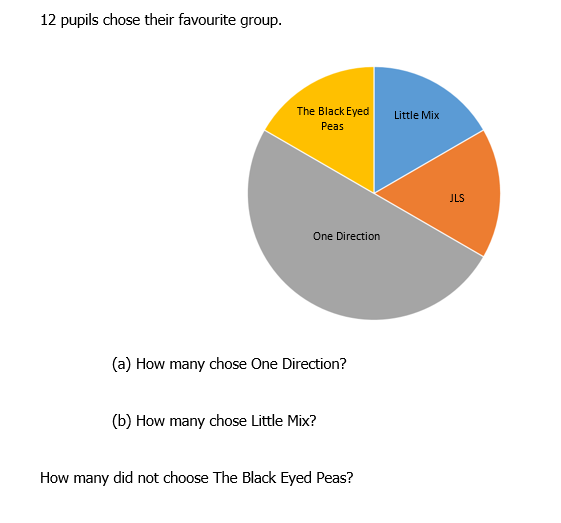 12 pupils chose their favourite group.
The Black Eyed
Peas
Little Mix
JLS
One Direction
(a) How many chose One Direction?
(b) How many chose Little Mix?
How many did not choose The Black Eyed Peas?